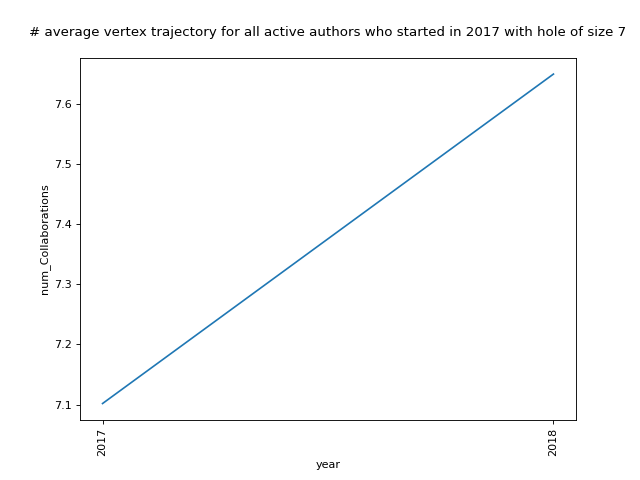 # average vertex trajectory for all active authors who started in 2017 with hole of size 7
7.6
7.5
7.4
7.3
7.2
7.1
num_Collaborations
2017
2018
year